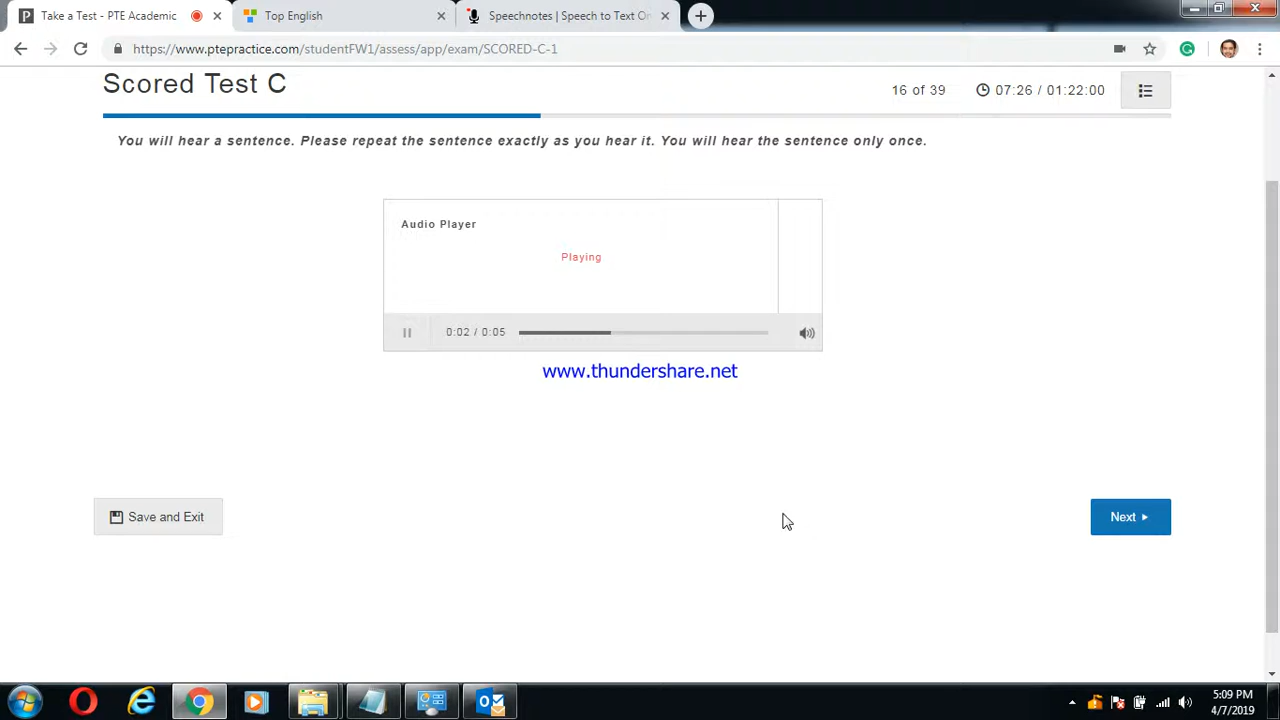 Take a Test - PTE Academic
Top English
Speechnotes | Speech to Text On
https://www.ptepractice.com/studentFW1/assess/app/exam/SCORED-C-1
Scored Test C
16 of 39
07:26 / 01:22:00
You will hear a sentence. Please repeat the sentence exactly as you hear it. You will hear the sentence only once.
Audio Player
Playing
0:02 / 0:05
www.thundershare.net
Save and Exit
Next
5:09 PM
4/7/2019